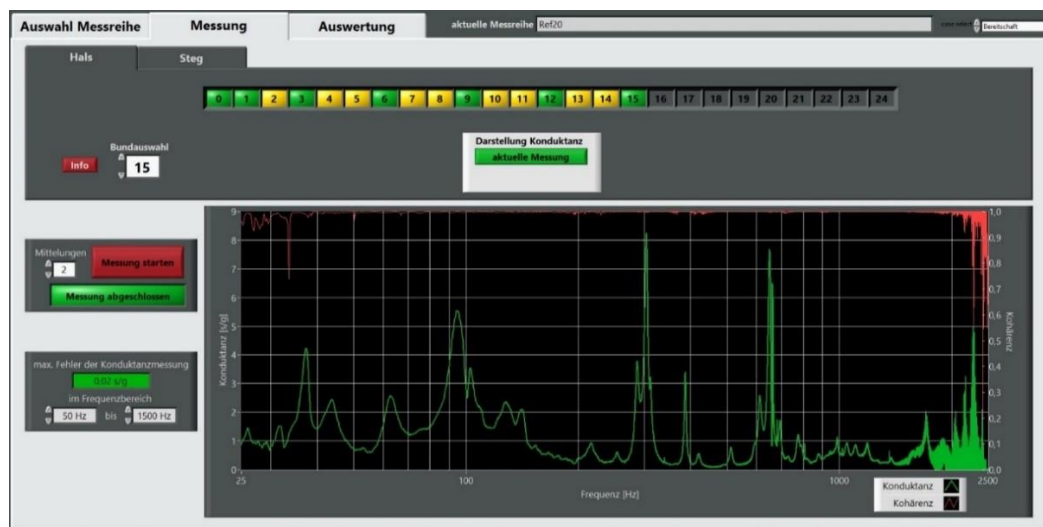 Auswahl Messreihe Messung Auswertung aktuelle Messreihe Ref20 case select Bereitschaft
Hals Steg
0 1 2 3 4 5 6 7 8 9 10 11 12 13 14 15 16 17 18 19 20 21 22 23 24
Darstellung Konduktanz
aktuelle Messung
Bundauswahl
Info 15
Mittelungen
2
Messung starten
Messung abgeschlossen
max. Fehler der Konduktanzmessung
0,02 s/g
im Frequenzbereich
50 Hz bis 1500 Hz
Konduktanz [s/g]
9
8
7
6
5
4
3
2
1
0
25 100 1000 2500
Frequenz [Hz]
1,0
0,9
0,8
0,7
0,6
0,5
0,4
0,3
0,2
0,1
0,0
Kohärenz
Konduktanz
Kohärenz